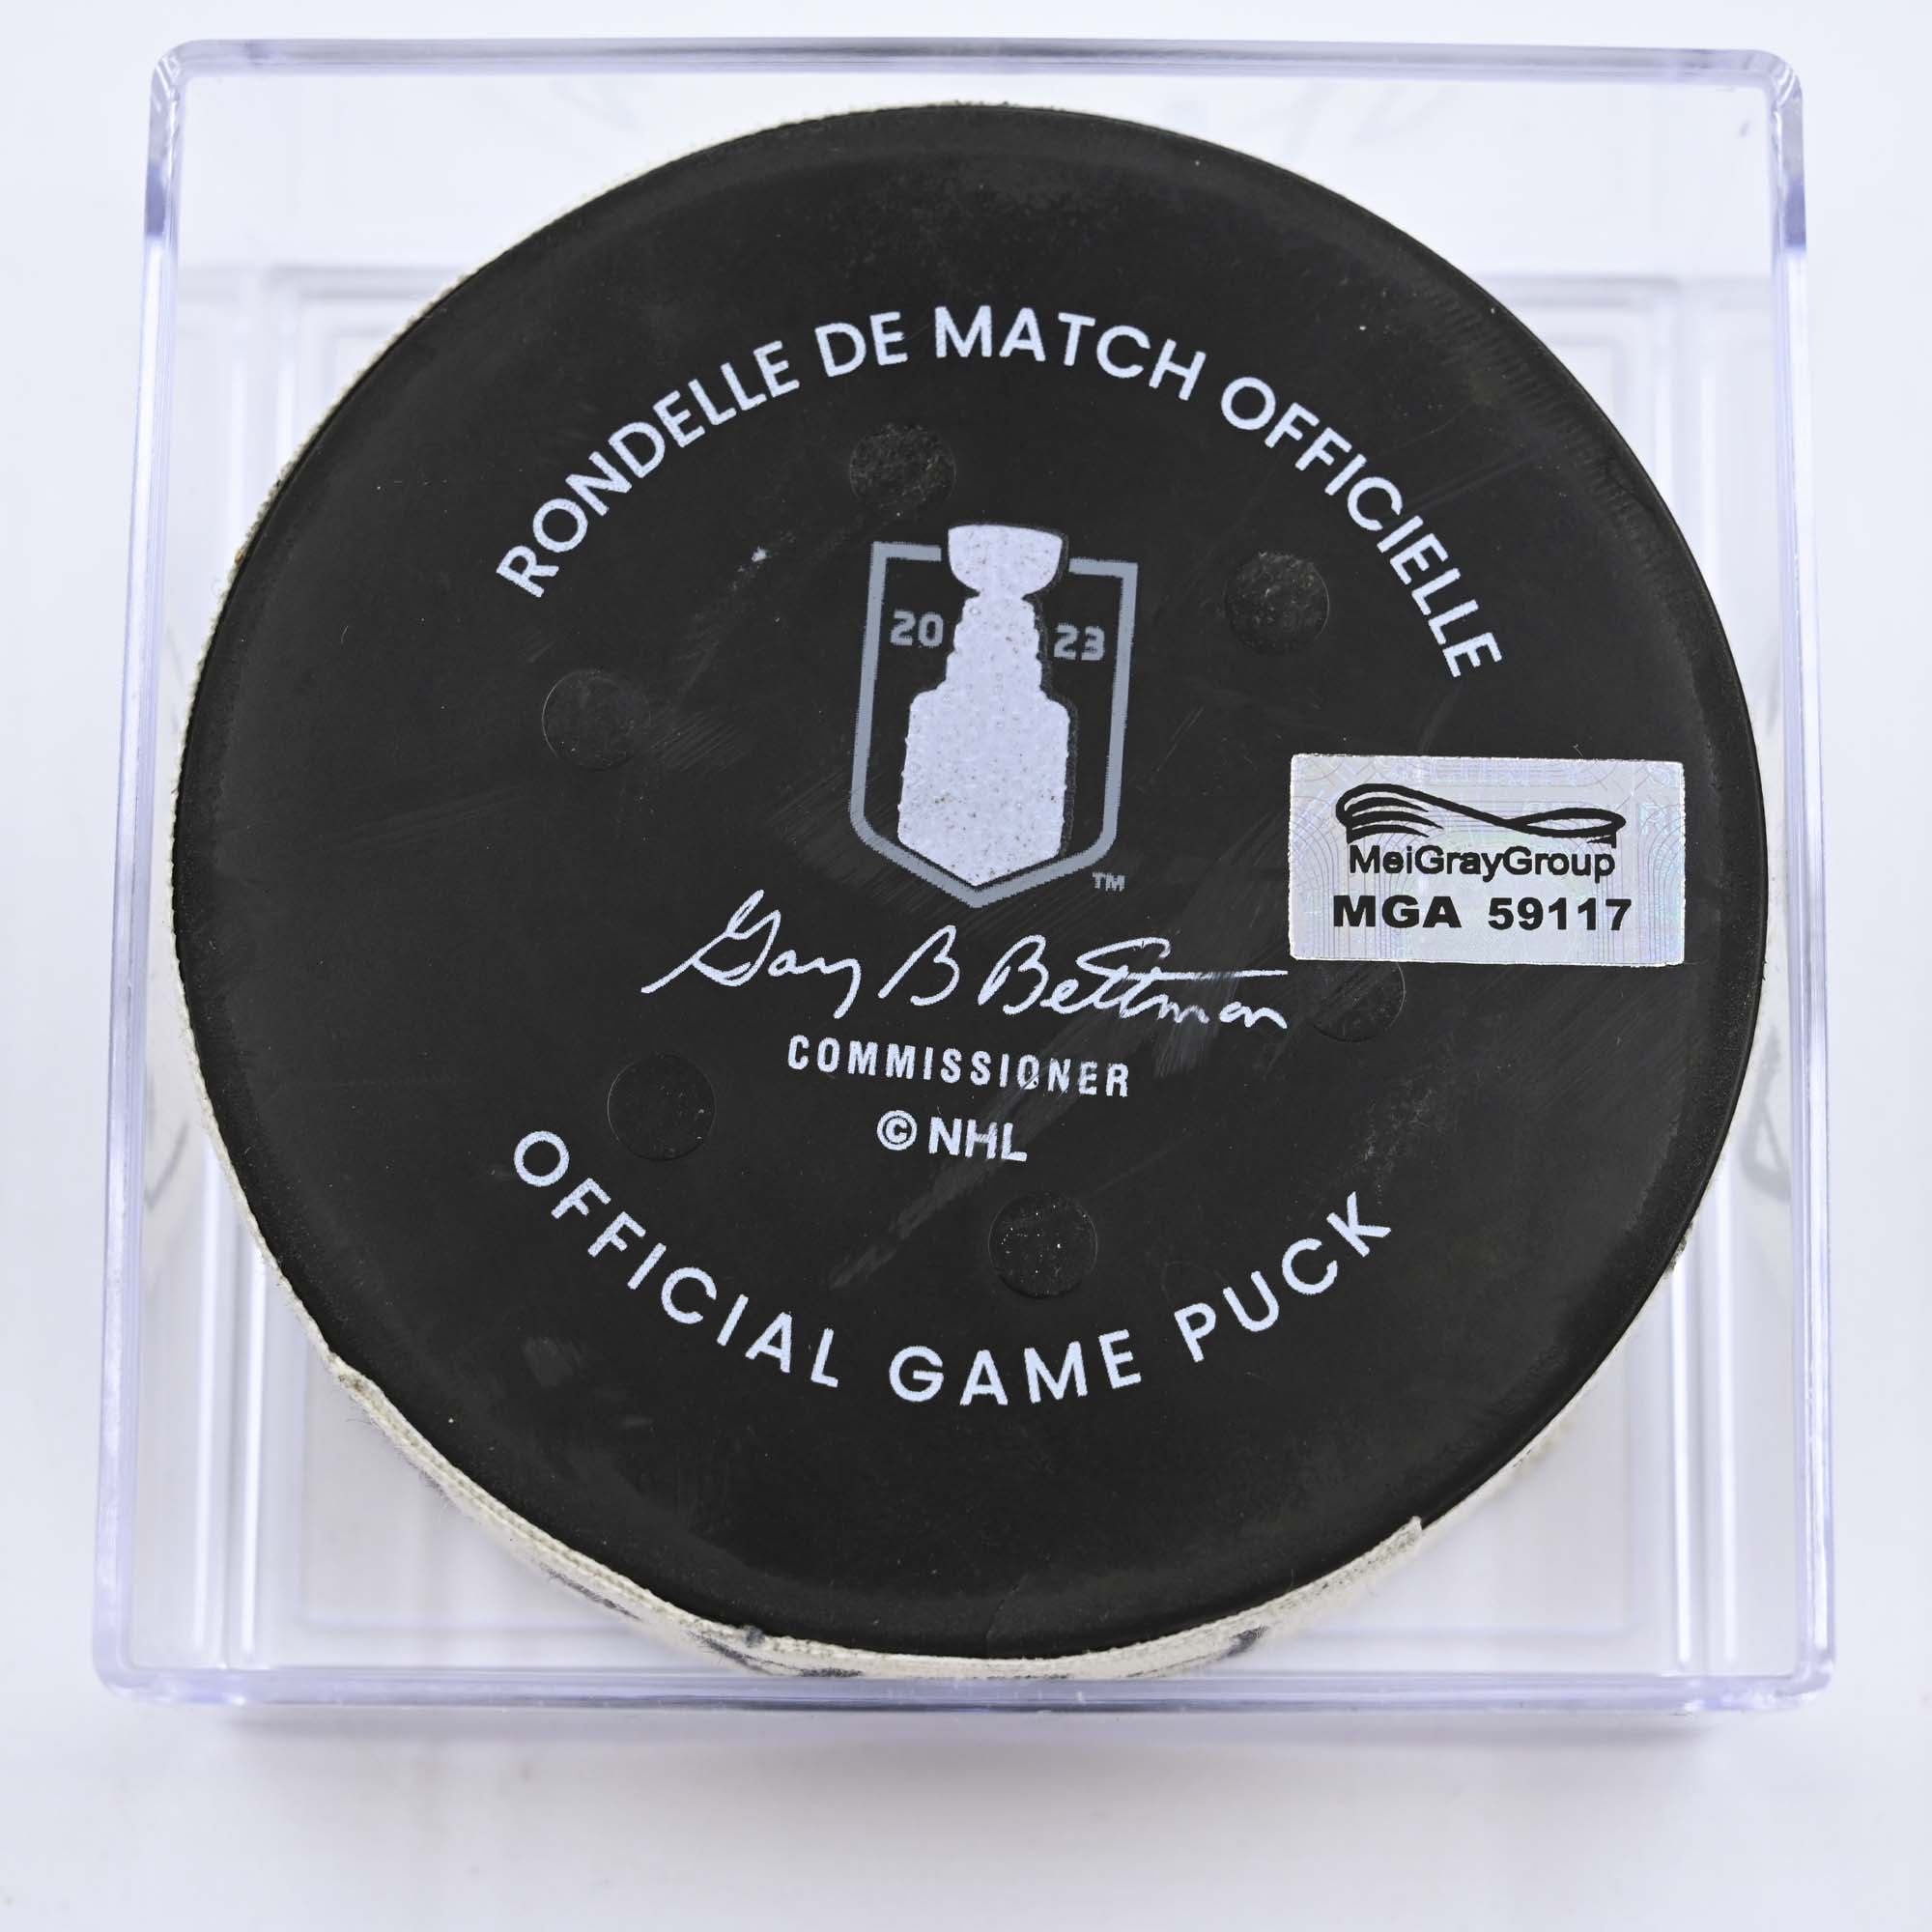 RONDELLE DE MATCH OFFICIELLE
20 23
TM
MeiGrayGroup
MGA 59117
Gary B Bettman
COMMISSIONER
© NHL
OFFICIAL GAME PUCK